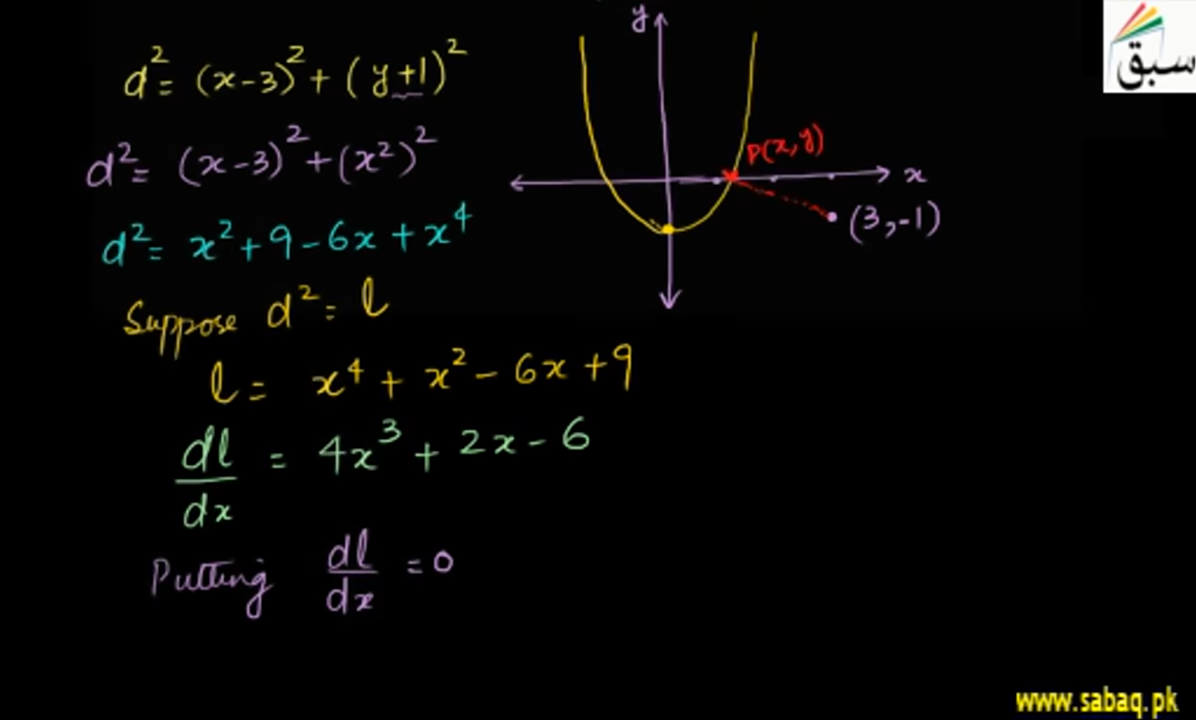 d² = (x-3)² + (y+1)²
d² = (x-3)² + (x²)²
d² = x² + 9 - 6x + x⁴
Suppose d² = l
l = x⁴ + x² - 6x + 9
dl/dx = 4x³ + 2x - 6
Putting dl/dx = 0
y
P(x,y)
x
(3,-1)
سبق
www.sabaq.pk